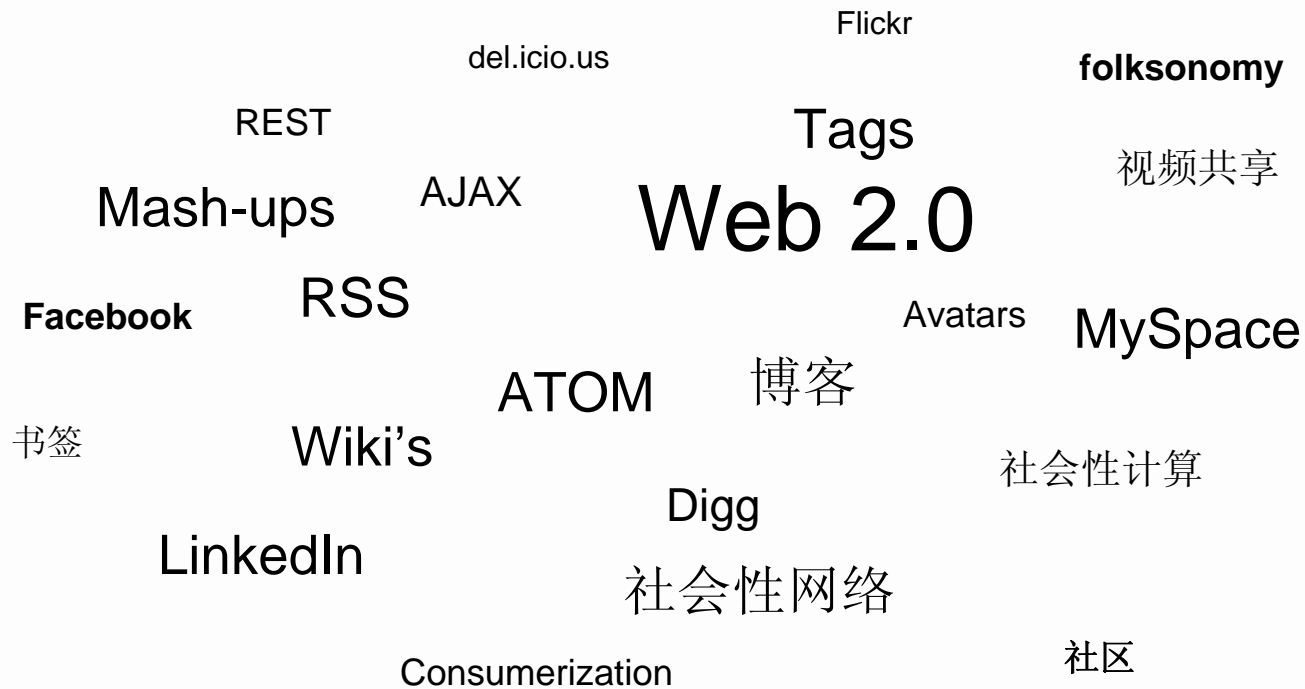 Flickr
del.icio.us
folksonomy
REST
Tags
视频共享
Mash-ups
AJAX
Web 2.0
RSS
Facebook
Avatars
MySpace
ATOM
博客
书签
Wiki's
社会性计算
Digg
LinkedIn
社会性网络
社区
Consumerization